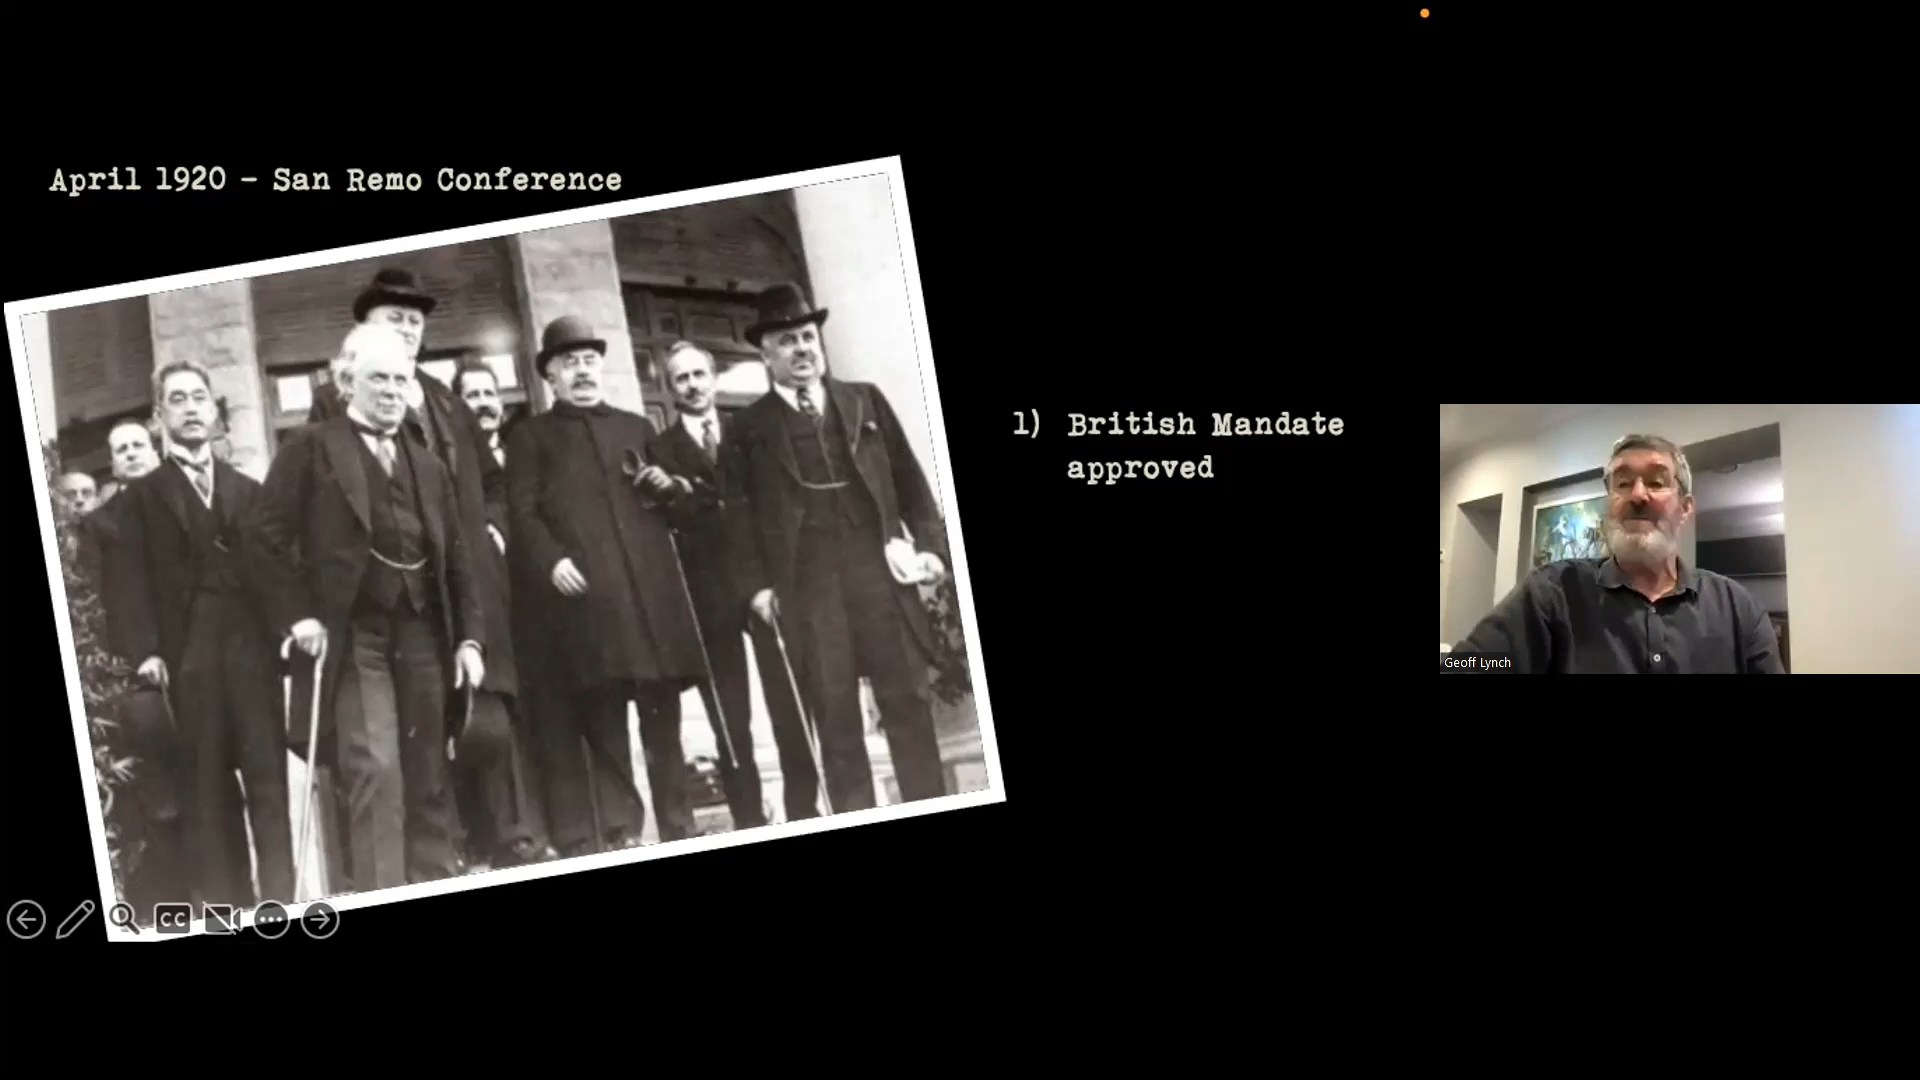 April 1920 – San Remo Conference
1) British Mandate
approved
Geoff Lynch
CC